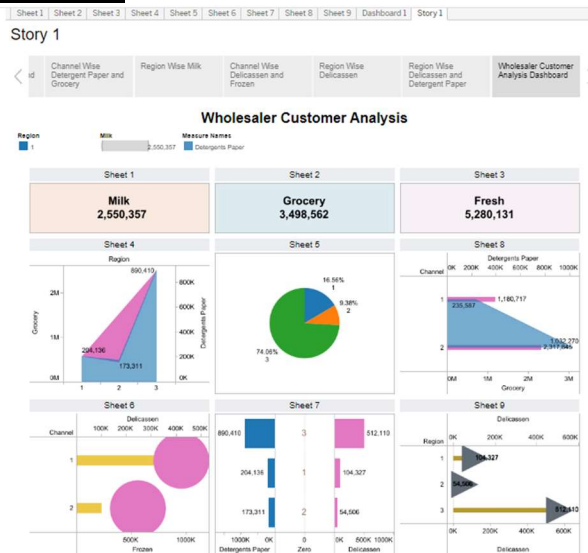 Sheet 1 Sheet 2 Sheet 3 Sheet 4 Sheet 5 Sheet 6 Sheet 7 Sheet 8 Sheet 9 Dashboard 1 Story 1
Story 1
Channel Wise Detergent Paper and Grocery
Region Wise Milk
Channel Wise Delicassen and Frozen
Region Wise Delicassen
Region Wise Delicassen and Detergent Paper
Wholesaler Customer Analysis Dashboard
Wholesaler Customer Analysis
Region Milk Measure Names
1 2,550,357 Detergents Paper
Sheet 1 Sheet 2 Sheet 3
Milk Grocery Fresh
2,550,357 3,498,562 5,280,131
Sheet 4
Region
890,410
2M
1M
0M
Grocery
204,136
173,311
800K
600K
400K
200K
0K
Detergents Paper
1 2 3
Sheet 5
16.56%
1
9.38%
2
74.06%
3
Sheet 8
Detergents Paper
Channel 0K 200K 400K 600K 800K 1000K
1 1,180,717
235,587
2
2,317,845
0M 1M 2M 3M
Grocery
Sheet 6
Delicassen
Channel 100K 200K 300K 400K 500K
1
2
500K 1000K
Frozen
Sheet 7
890,410 3 512,110
204,136 1 104,327
173,311 2 54,506
1000K 0K 0 0K 500K 1000K
Detergents Paper Zero Delicassen
Sheet 9
Delicassen
Region 0K 200K 400K 600K
1 104,327
2 54,506
3 512,110
0K 200K 400K 600K
Delicassen